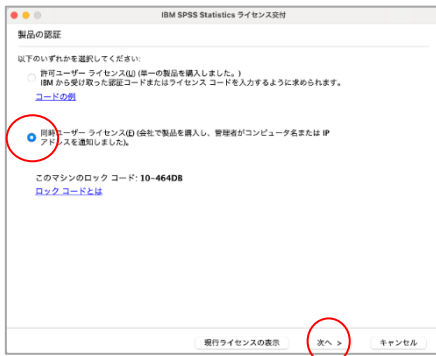 IBM SPSS Statistics ライセンス交付
製品の認証
以下のいずれかを選択してください:
許可ユーザー ライセンス(U) (単一の製品を購入しました。)
IBM から受け取った認証コードまたはライセンス コードを入力するように求められます。
コードの例
同時ユーザー ライセンス(E) (会社で製品を購入し、管理者がコンピュータ名または IP
アドレスを通知しました)。
このマシンのロック コード: 10-464DB
ロック コードとは
現行ライセンスの表示
次へ >
キャンセル